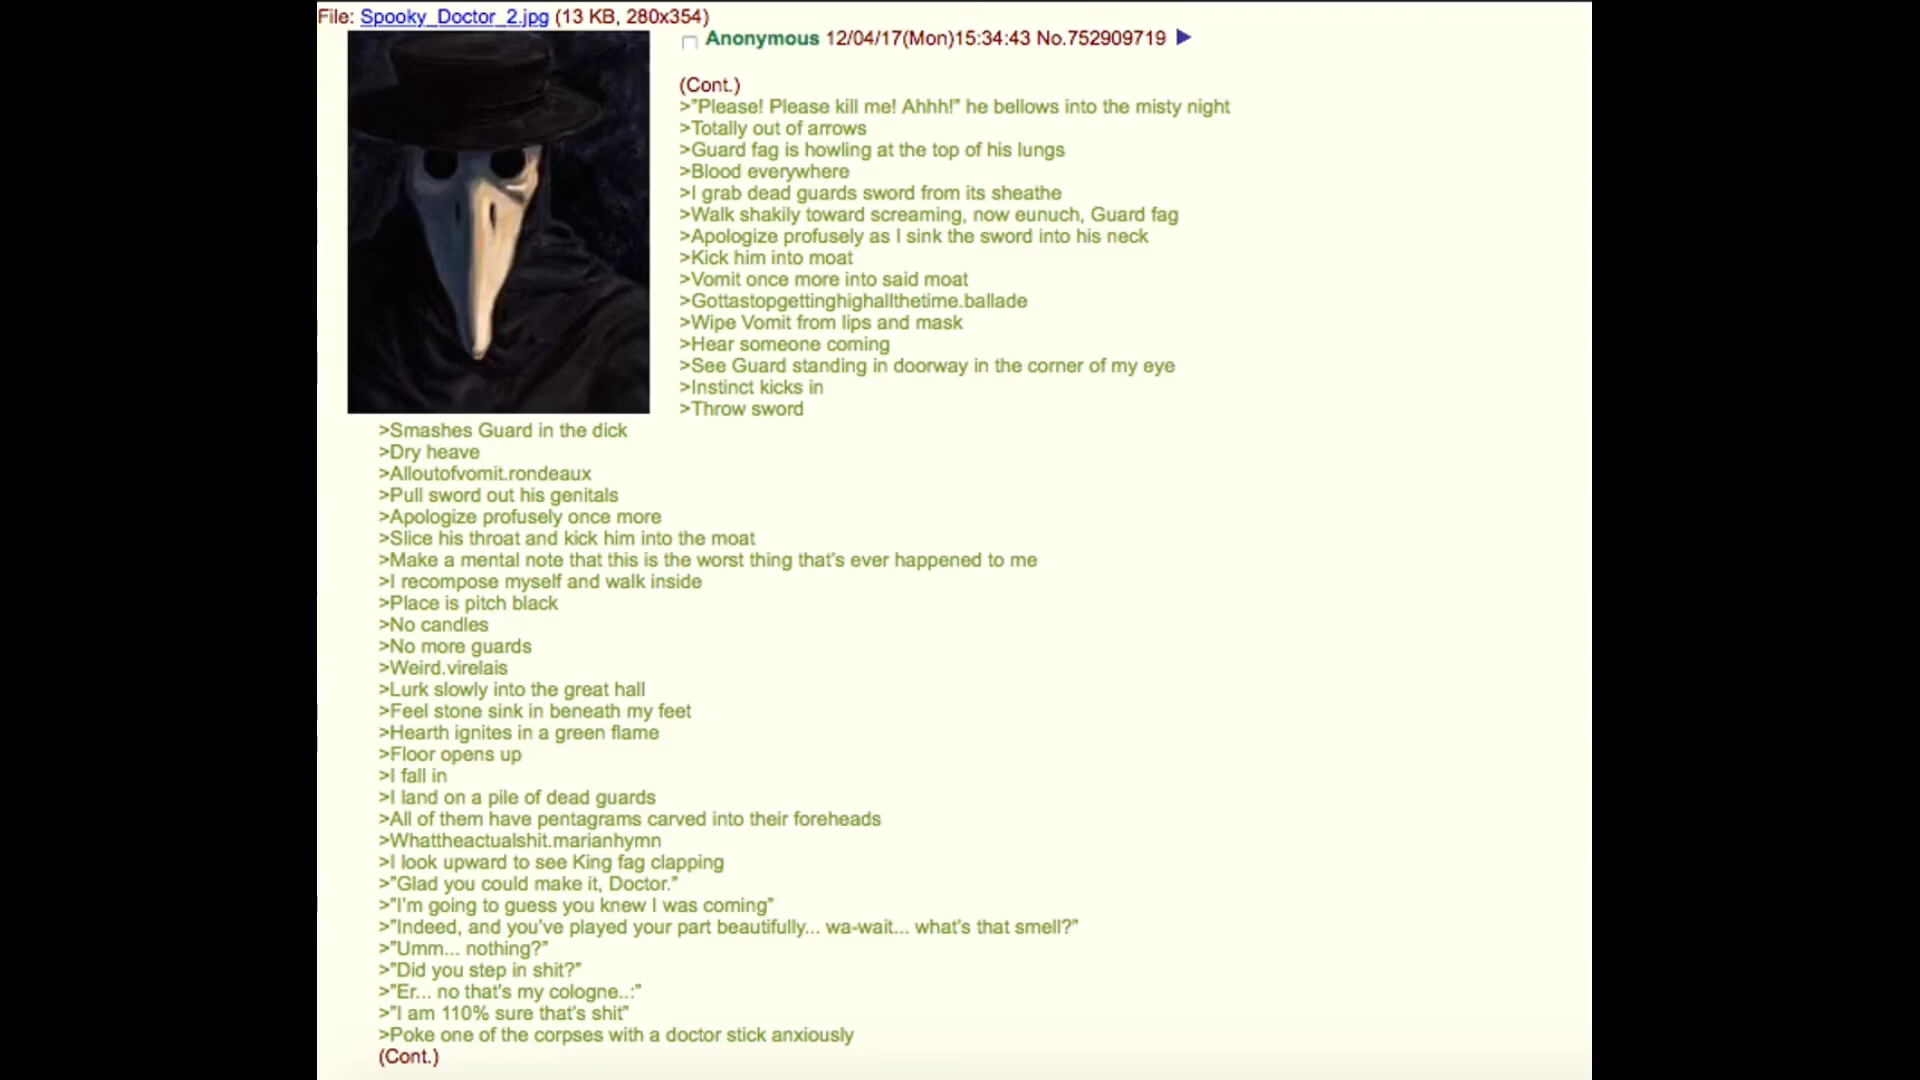 File: Spooky_Doctor_2.jpg (13 KB, 280x354)
Anonymous 12/04/17(Mon)15:34:43 No.752909719
(Cont.)
>"Please! Please kill me! Ahhh!" he bellows into the misty night
>Totally out of arrows
>Guard fag is howling at the top of his lungs
>Blood everywhere
>I grab dead guards sword from its sheathe
>Walk shakily toward screaming, now eunuch, Guard fag
>Apologize profusely as I sink the sword into his neck
>Kick him into moat
>Vomit once more into said moat
>Gottastopgettinghighallthetime.ballade
>Wipe Vomit from lips and mask
>Hear someone coming
>See Guard standing in doorway in the corner of my eye
>Instinct kicks in
>Throw sword
>Smashes Guard in the dick
>Dry heave
>Alloutofvomit.rondeaux
>Pull sword out his genitals
>Apologize profusely once more
>Slice his throat and kick him into the moat
>Make a mental note that this is the worst thing that's ever happened to me
>I recompose myself and walk inside
>Place is pitch black
>No candles
>No more guards
>Weird.virelais
>Lurk slowly into the great hall
>Feel stone sink in beneath my feet
>Hearth ignites in a green flame
>Floor opens up
>I fall in
>I land on a pile of dead guards
>All of them have pentagrams carved into their foreheads
>Whattheactualshit.marianhymn
>I look upward to see King fag clapping
>"Glad you could make it, Doctor."
>"I'm going to guess you knew I was coming"
>"Indeed, and you've played your part beautifully... wa-wait... what's that smell?"
>"Umm... nothing?"
>"Did you step in shit?"
>"Er... no that's my cologne..:"
>"I am 110% sure that's shit"
>Poke one of the corpses with a doctor stick anxiously
(Cont.)